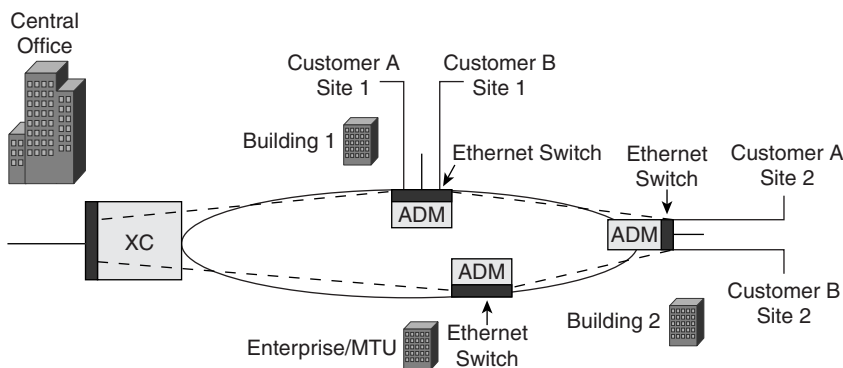 Central
Office
Customer A
Site 1
Customer B
Site 1
Building 1
Ethernet Switch
Ethernet
Switch
Customer A
Site 2
XC
ADM
ADM
ADM
Customer B
Site 2
Building 2
Enterprise/MTU
Ethernet
Switch